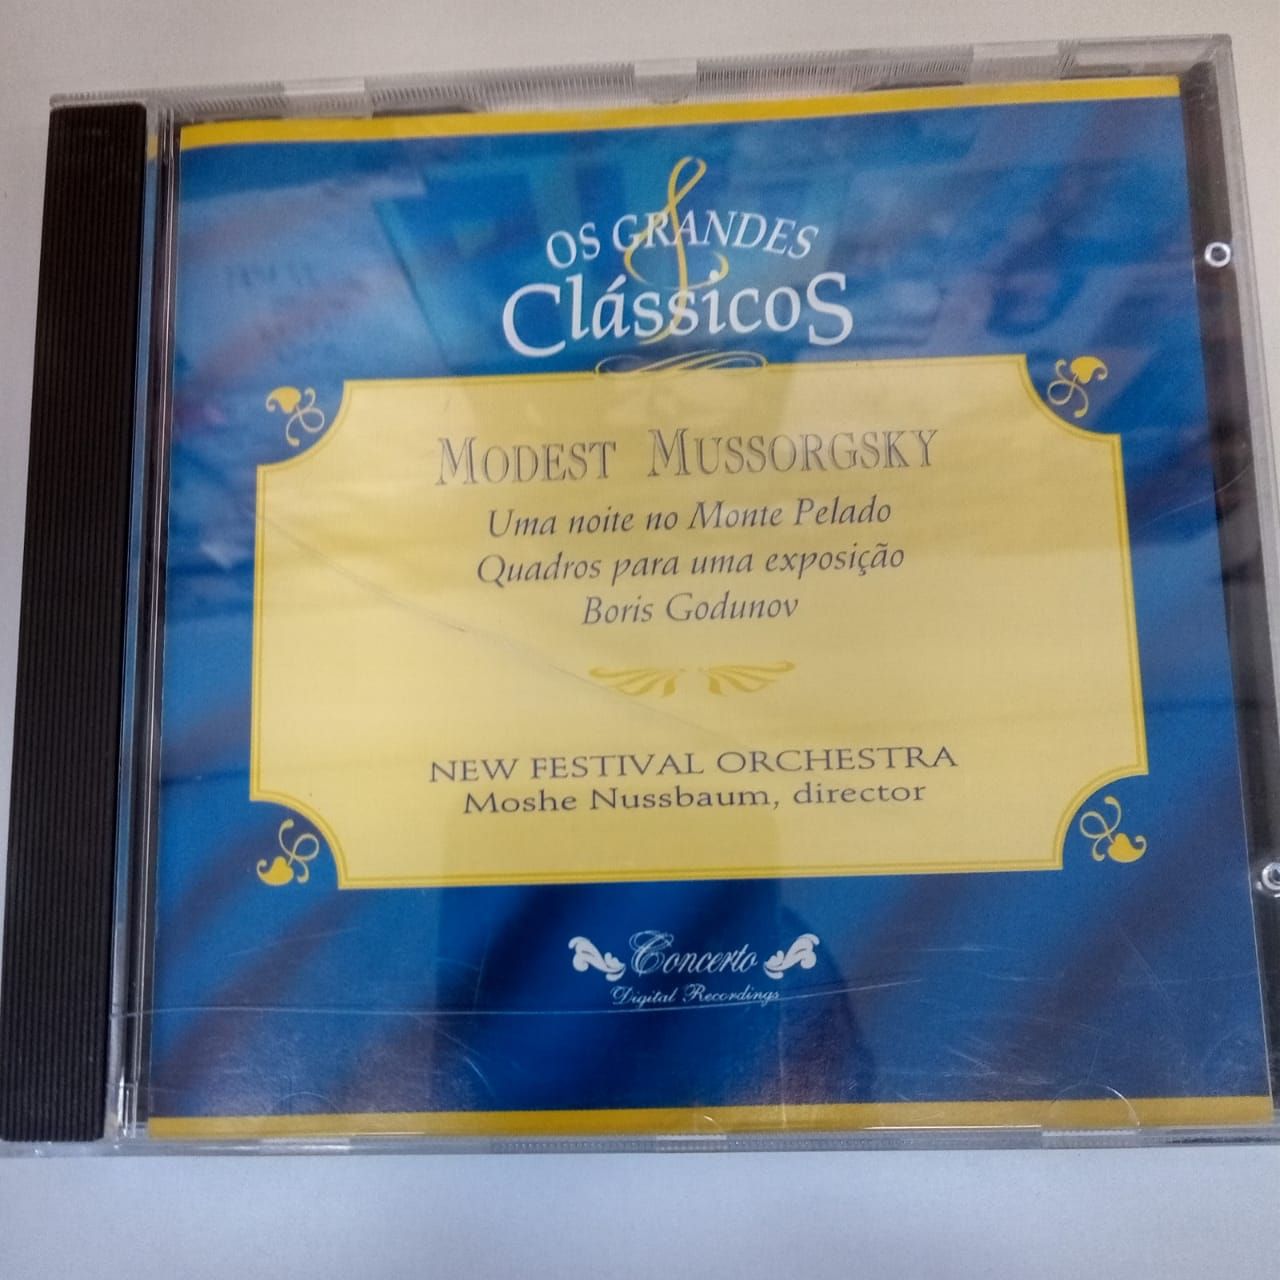 OS GRANDES
ClássicoS
MODEST MUSSORGSKY
Uma noite no Monte Pelado
Quadros para uma exposição
Boris Godunov
NEW FESTIVAL ORCHESTRA
Moshe Nussbaum, director
Concerto
Digital Recordings